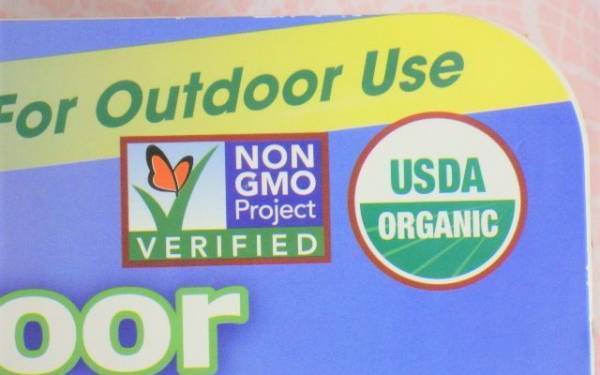 For Outdoor Use
NON
GMO
Project
VERIFIED
USDA
ORGANIC
oor